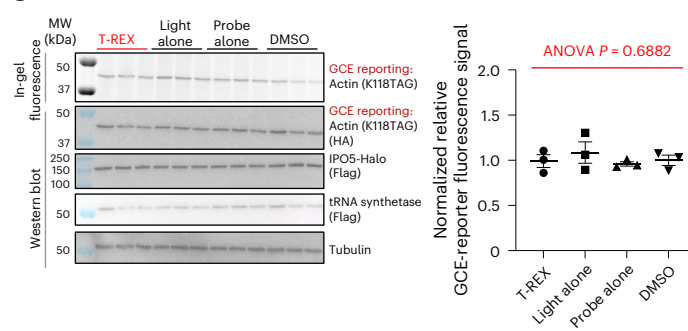 MW
(kDa)
T-REX
Light
alone
Probe
alone
DMSO
In-gel
fluorescence
50
37
GCE reporting:
Actin (K118TAG)
Western blot
50
37
GCE reporting:
Actin (K118TAG)
(HA)
250
150
100
IPO5-Halo
(Flag)
50
tRNA synthetase
(Flag)
50
Tubulin
ANOVA P = 0.6882
Normalized relative
GCE-reporter fluorescence signal
2.0
1.5
1.0
0.5
0
T-REX
Light alone
Probe alone
DMSO